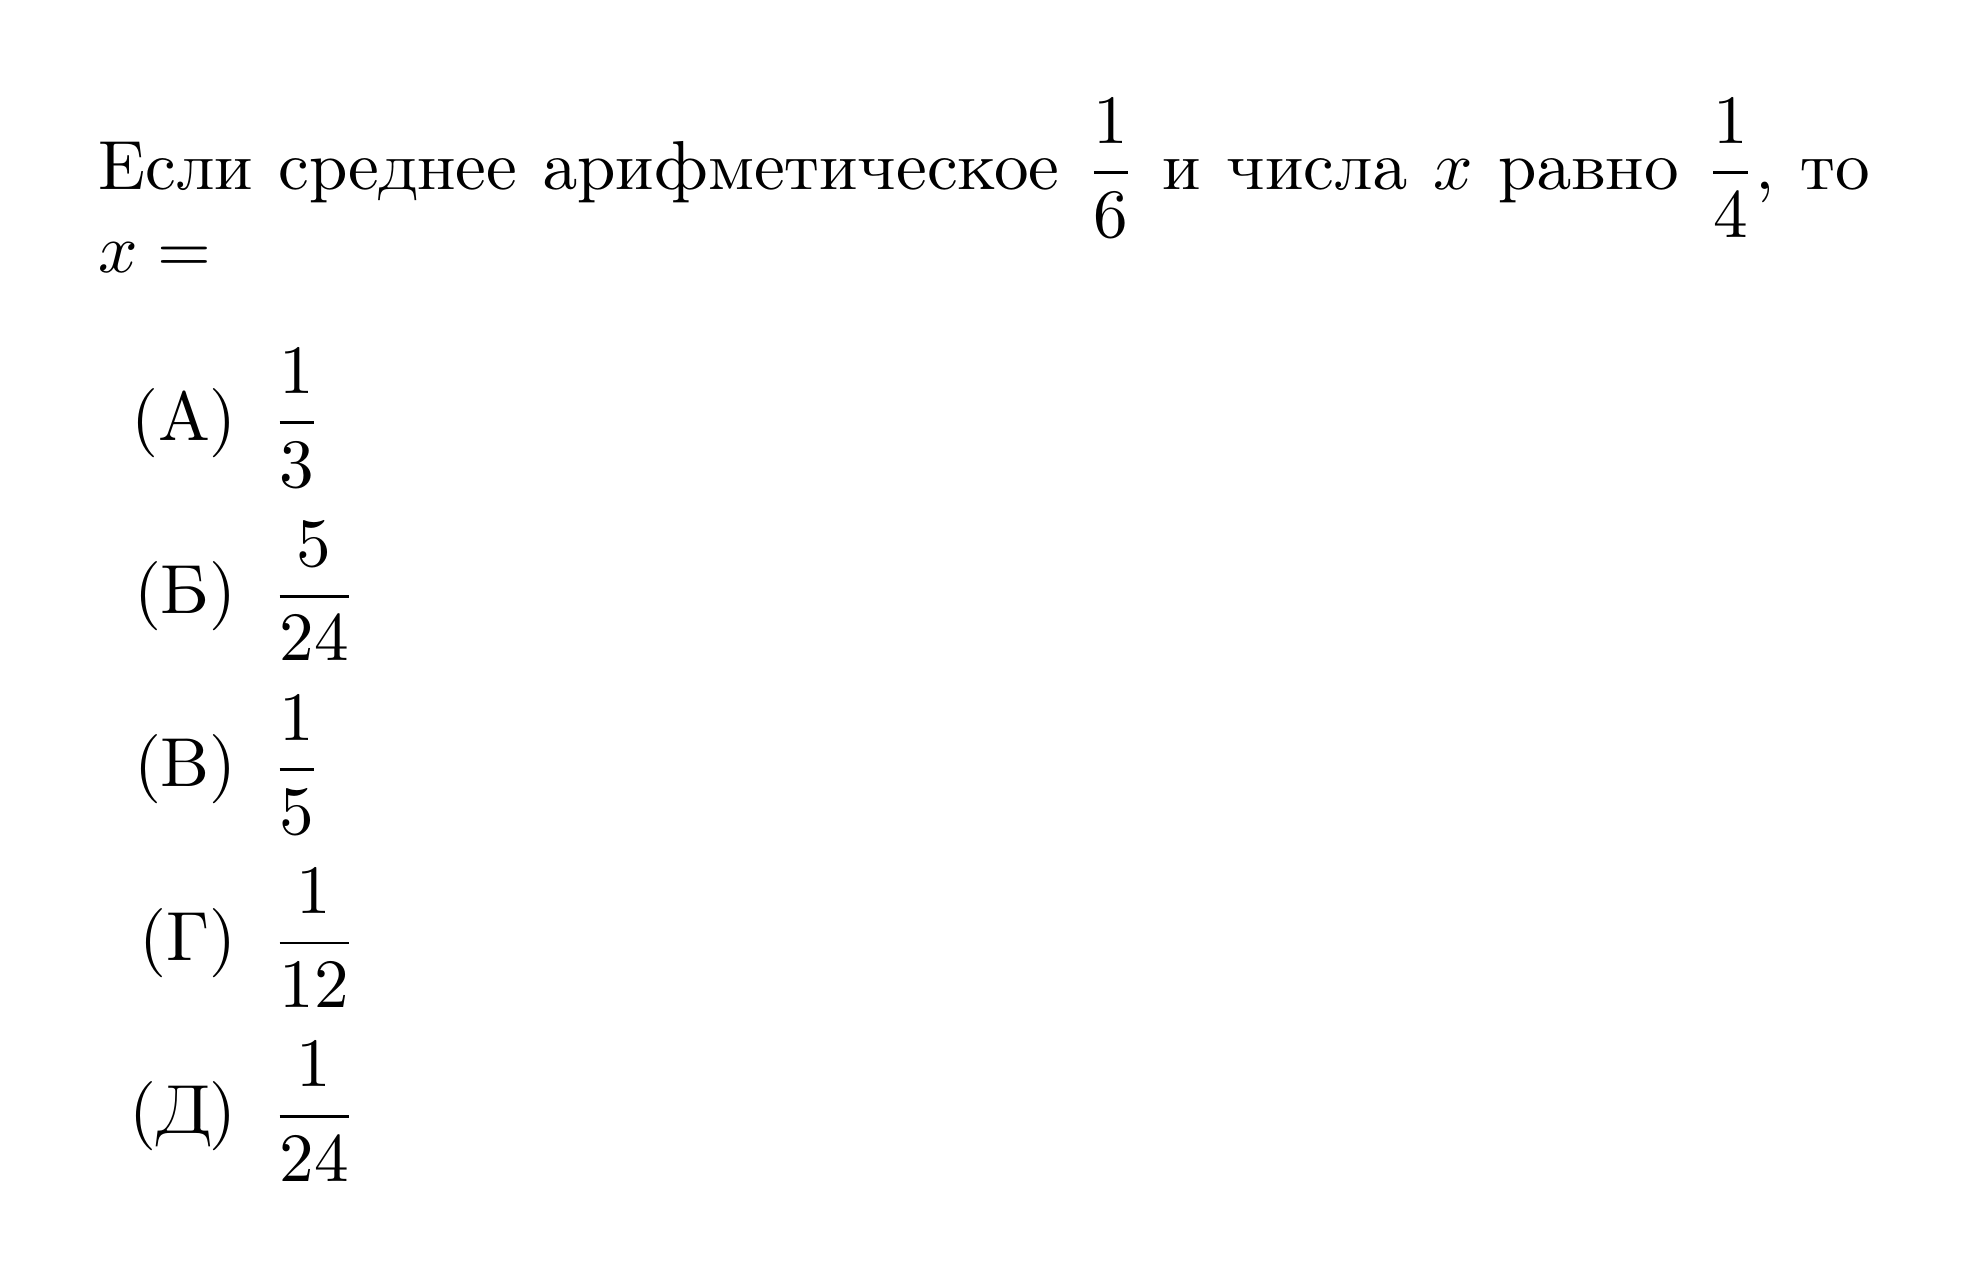 Если среднее арифметическое $\frac{1}{6}$ и числа $x$ равно $\frac{1}{4}$, то
$x =$
(А) $\frac{1}{3}$
(Б) $\frac{5}{24}$
(В) $\frac{1}{5}$
(Г) $\frac{1}{12}$
(Д) $\frac{1}{24}$